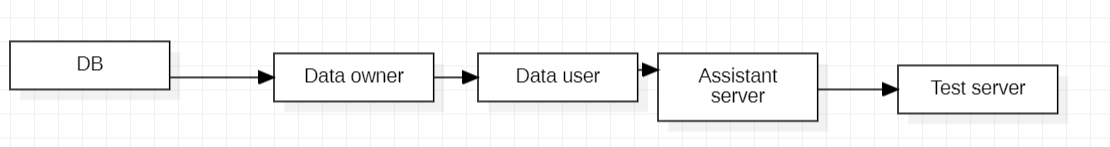 DB
Data owner
Data user
Assistant
server
Test server